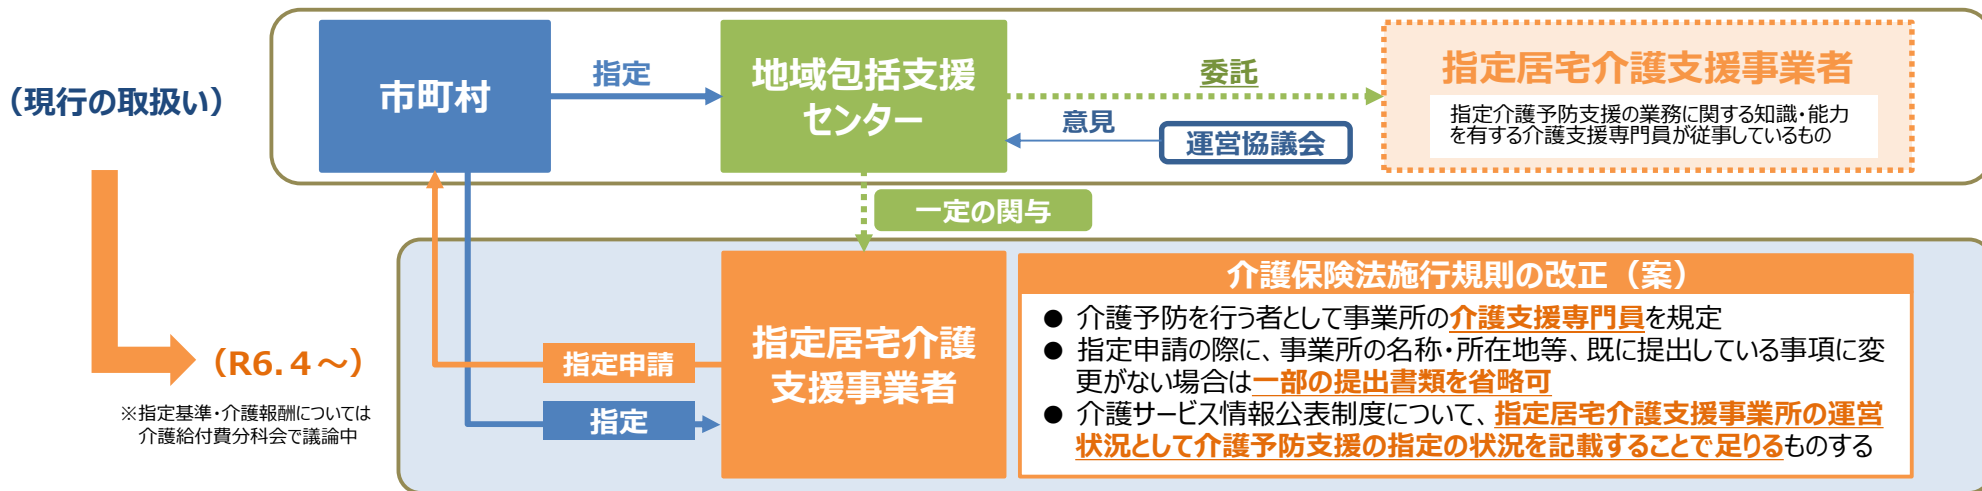 (現行の取扱い)
市町村
指定
地域包括支援
センター
委託
意見
運営協議会
指定居宅介護支援事業者
指定介護予防支援の業務に関する知識・能力
を有する介護支援専門員が従事しているもの
一定の関与
(R6.4～)
※指定基準・介護報酬については
介護給付費分科会で議論中
指定申請
指定
指定居宅介護
支援事業者
介護保険法施行規則の改正(案)
● 介護予防を行う者として事業所の介護支援専門員を規定
● 指定申請の際に、事業所の名称・所在地等、既に提出している事項に変
更がない場合は一部の提出書類を省略可
● 介護サービス情報公表制度について、指定居宅介護支援事業所の運営
状況として介護予防支援の指定の状況を記載することで足りるものする